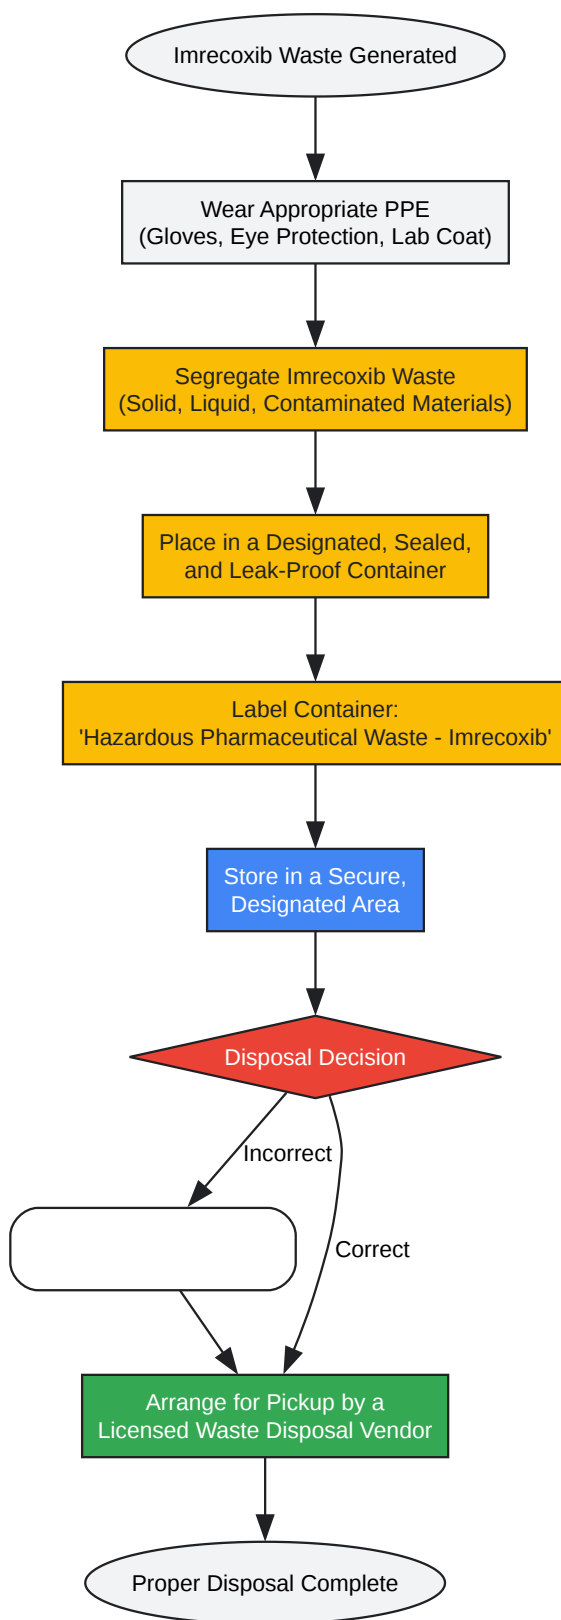 Imrecoxib Waste Generated
Wear Appropriate PPE
(Gloves, Eye Protection, Lab Coat)
Segregate Imrecoxib Waste
(Solid, Liquid, Contaminated Materials)
Place in a Designated, Sealed,
and Leak-Proof Container
Label Container:
'Hazardous Pharmaceutical Waste - Imrecoxib'
Store in a Secure,
Designated Area
Disposal Decision
Incorrect
Correct
Arrange for Pickup by a
Licensed Waste Disposal Vendor
Proper Disposal Complete